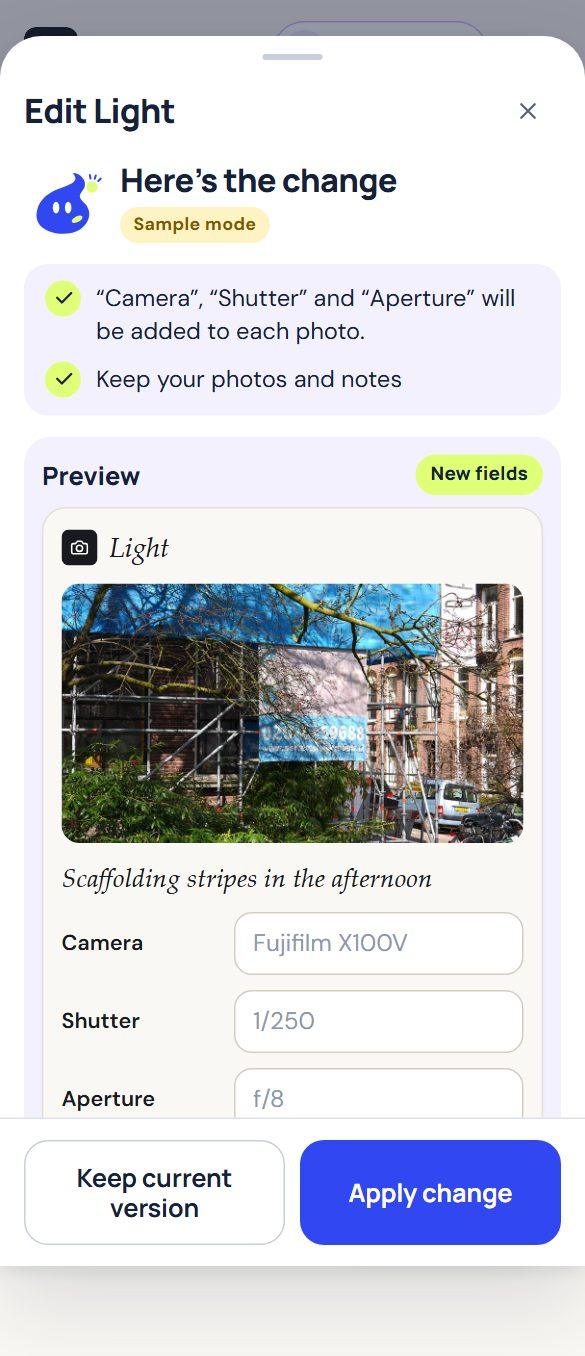 Edit Light
Here’s the change
Sample mode
“Camera”, “Shutter” and “Aperture” will
be added to each photo.
Keep your photos and notes
Preview
New fields
Light
Scaffolding stripes in the afternoon
Camera
Fujifilm X100V
Shutter
1/250
Aperture
f/8
Keep current
version
Apply change